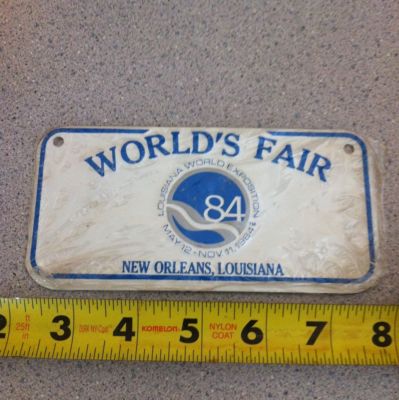 WORLD'S FAIR
LOUISIANA WORLD EXPOSITION
84
MAY 12 - NOV 11, 1984
NEW ORLEANS, LOUISIANA
2 3 4 5 6 7 8
25ft KOMELON NYLON
COAT